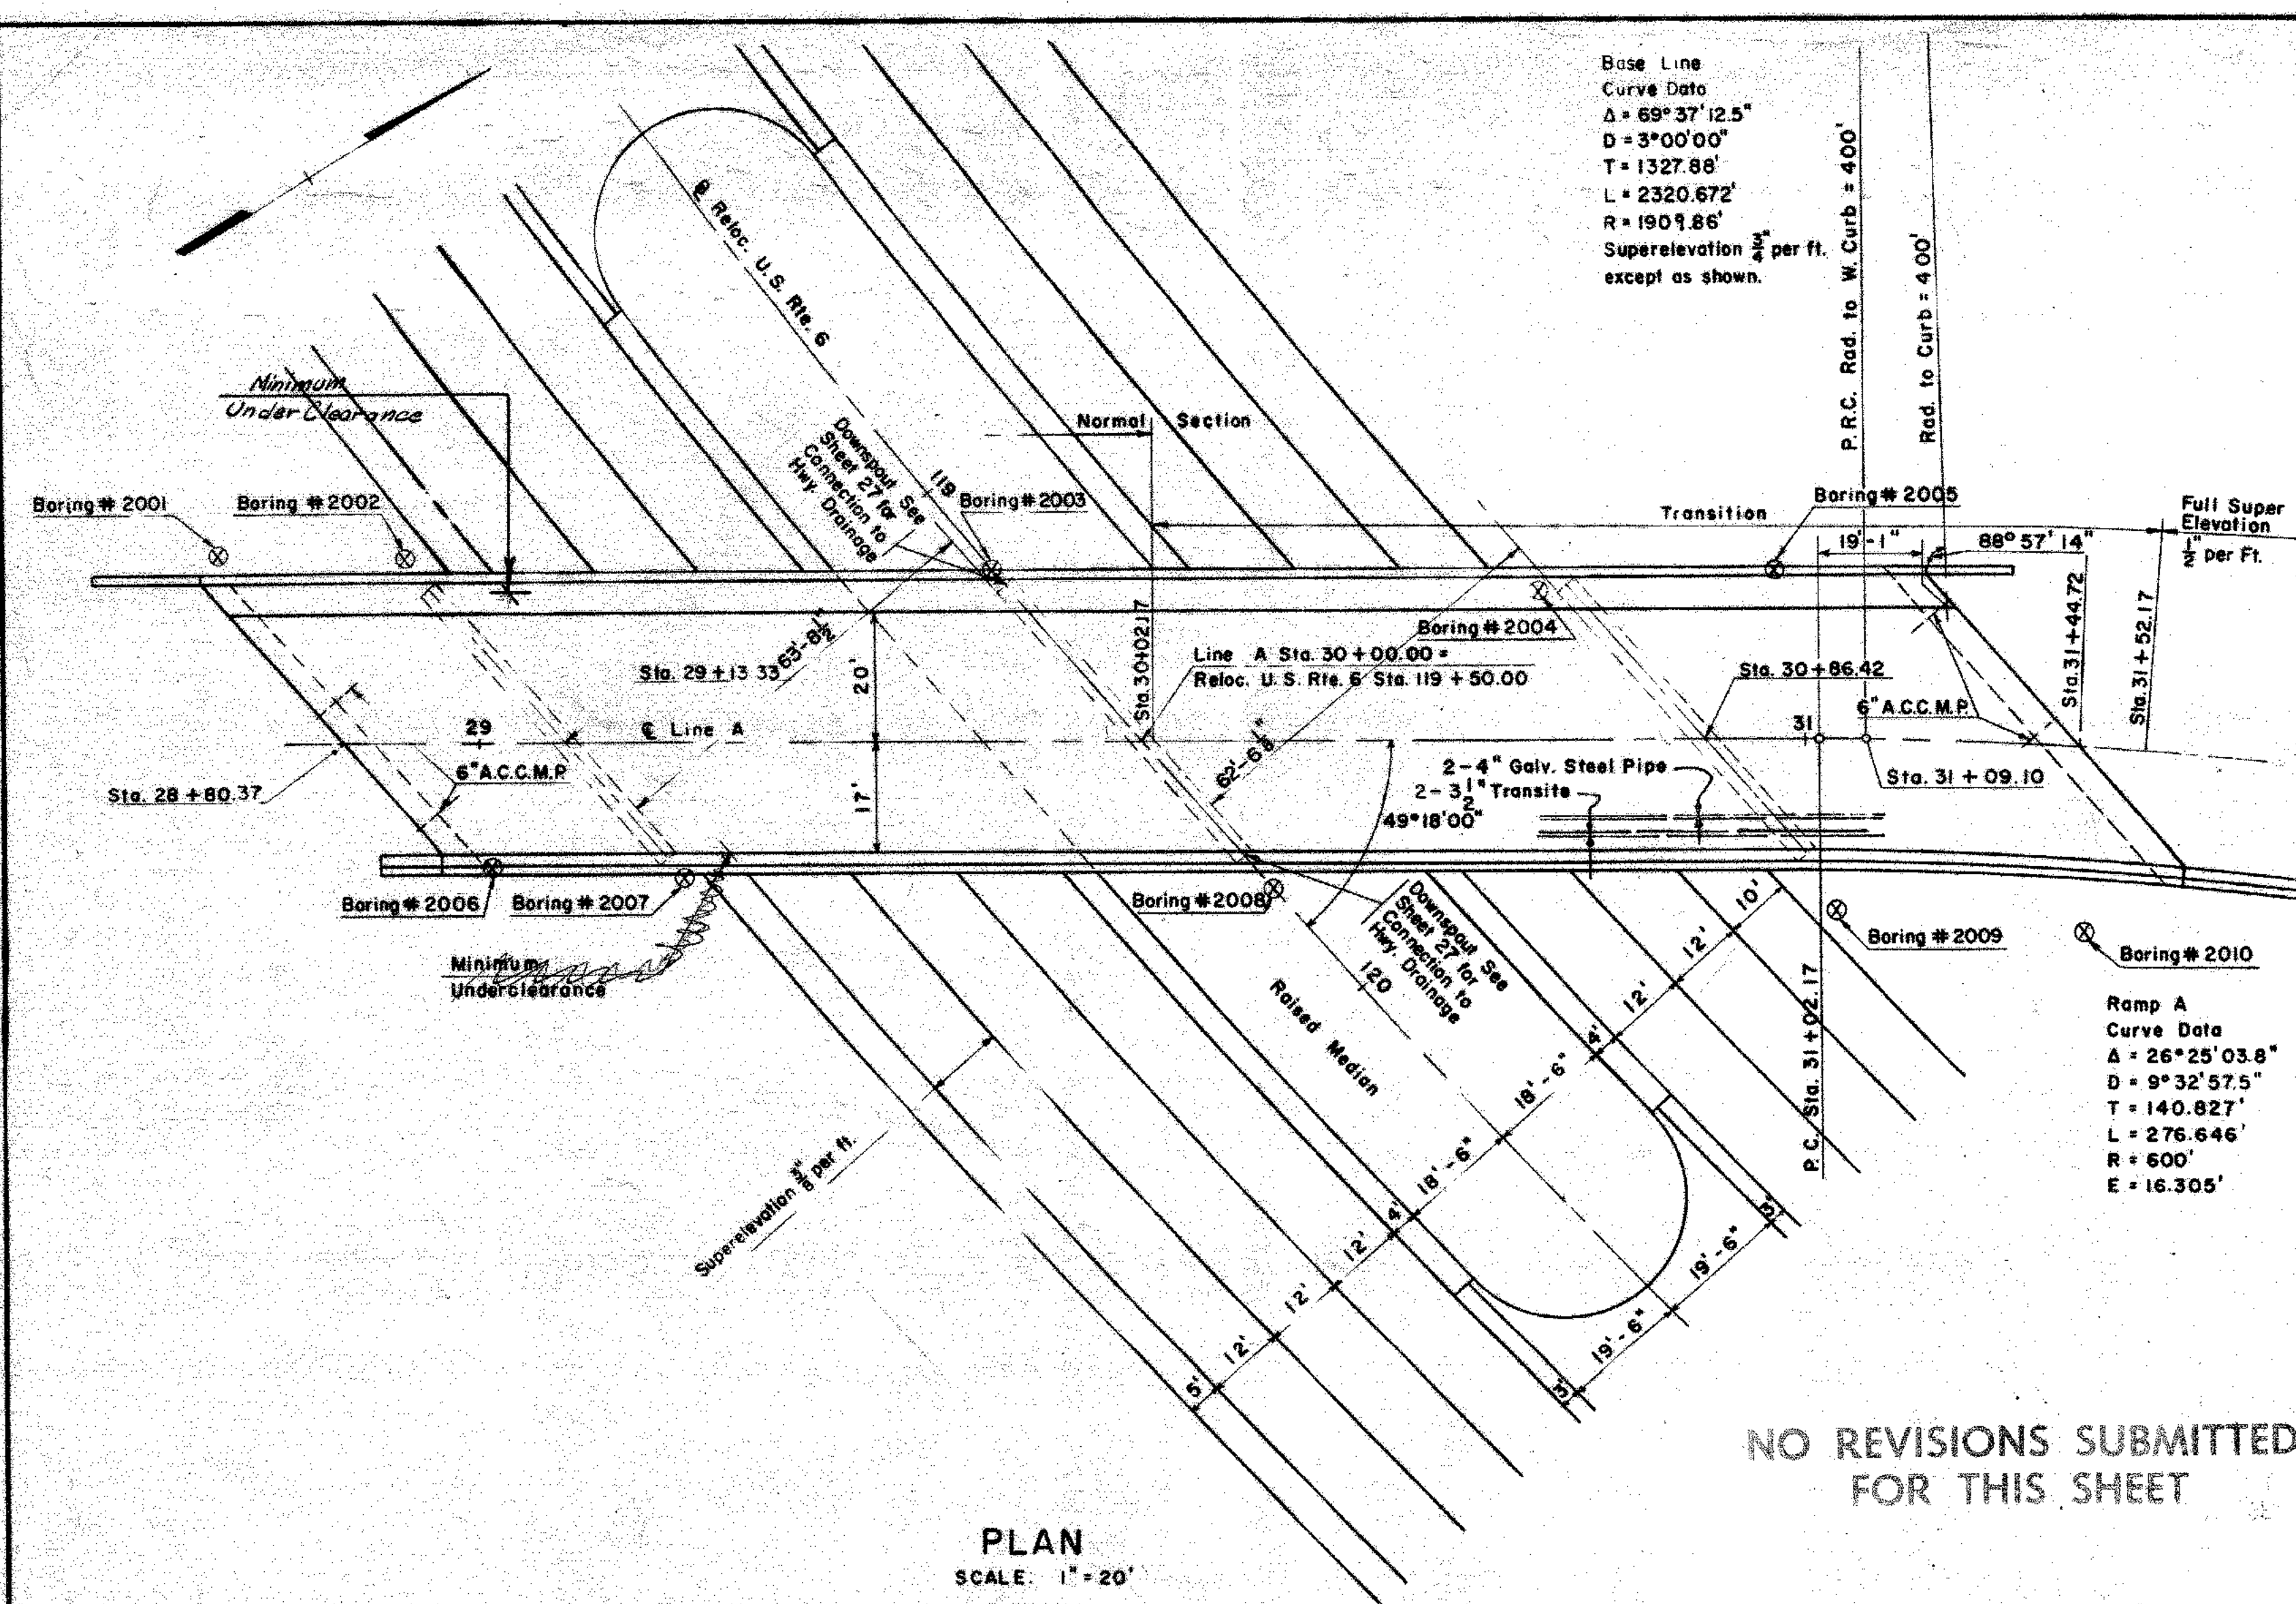 Base Line
Curve Data
Δ = 69°37'12.5"
D = 3°00'00"
T = 1327.88'
L = 2320.672'
R = 1909.86'
Superelevation 3/4" per ft.
except as shown.
P.R.C. Rad. to W. Curb = 400'
Rad. to Curb = 400'
℄ Reloc. U.S. Rte. 6
Minimum
Under Clearance
Normal Section
Downspout See
Sheet 27 for
Connection to
Hwy. Drainage
119
Boring # 2001
Boring # 2002
Boring # 2003
Boring # 2005
Transition
Full Super
Elevation
1/2" per Ft.
19'-1"
88° 57' 14"
Boring # 2004
Sta. 31+44.72
Sta. 31+52.17
Sta. 29+13.33
63'-8 1/2"
20'
Sta. 30+02.17
Line A Sta. 30+00.00 =
Reloc. U.S. Rte. 6 Sta. 119+50.00
Sta. 30+86.42
6" A.C.C.M.P.
29
℄ Line A
31
6" A.C.C.M.P.
Sta. 28+80.37
17'
62'-6 1/8"
2-4" Galv. Steel Pipe
2-3 1/2" Transite
49°18'00"
Sta. 31+09.10
Boring # 2006
Boring # 2007
Boring # 2008
Boring # 2009
Boring # 2010
Minimum
Underclearance
Downspout See
Sheet 27 for
Connection to
Hwy. Drainage
120
Raised Median
10'
12'
12'
4'
18'-6"
18'-6"
4'
12'
12'
12'
5'
P.C. Sta. 31+02.17
3'
19'-6"
19'-6"
3'
Superelevation 3/8" per ft.
Ramp A
Curve Data
Δ = 26°25'03.8"
D = 9°32'57.5"
T = 140.827'
L = 276.646'
R = 600'
E = 16.305'
NO REVISIONS SUBMITTED
FOR THIS SHEET
PLAN
SCALE: 1" = 20'